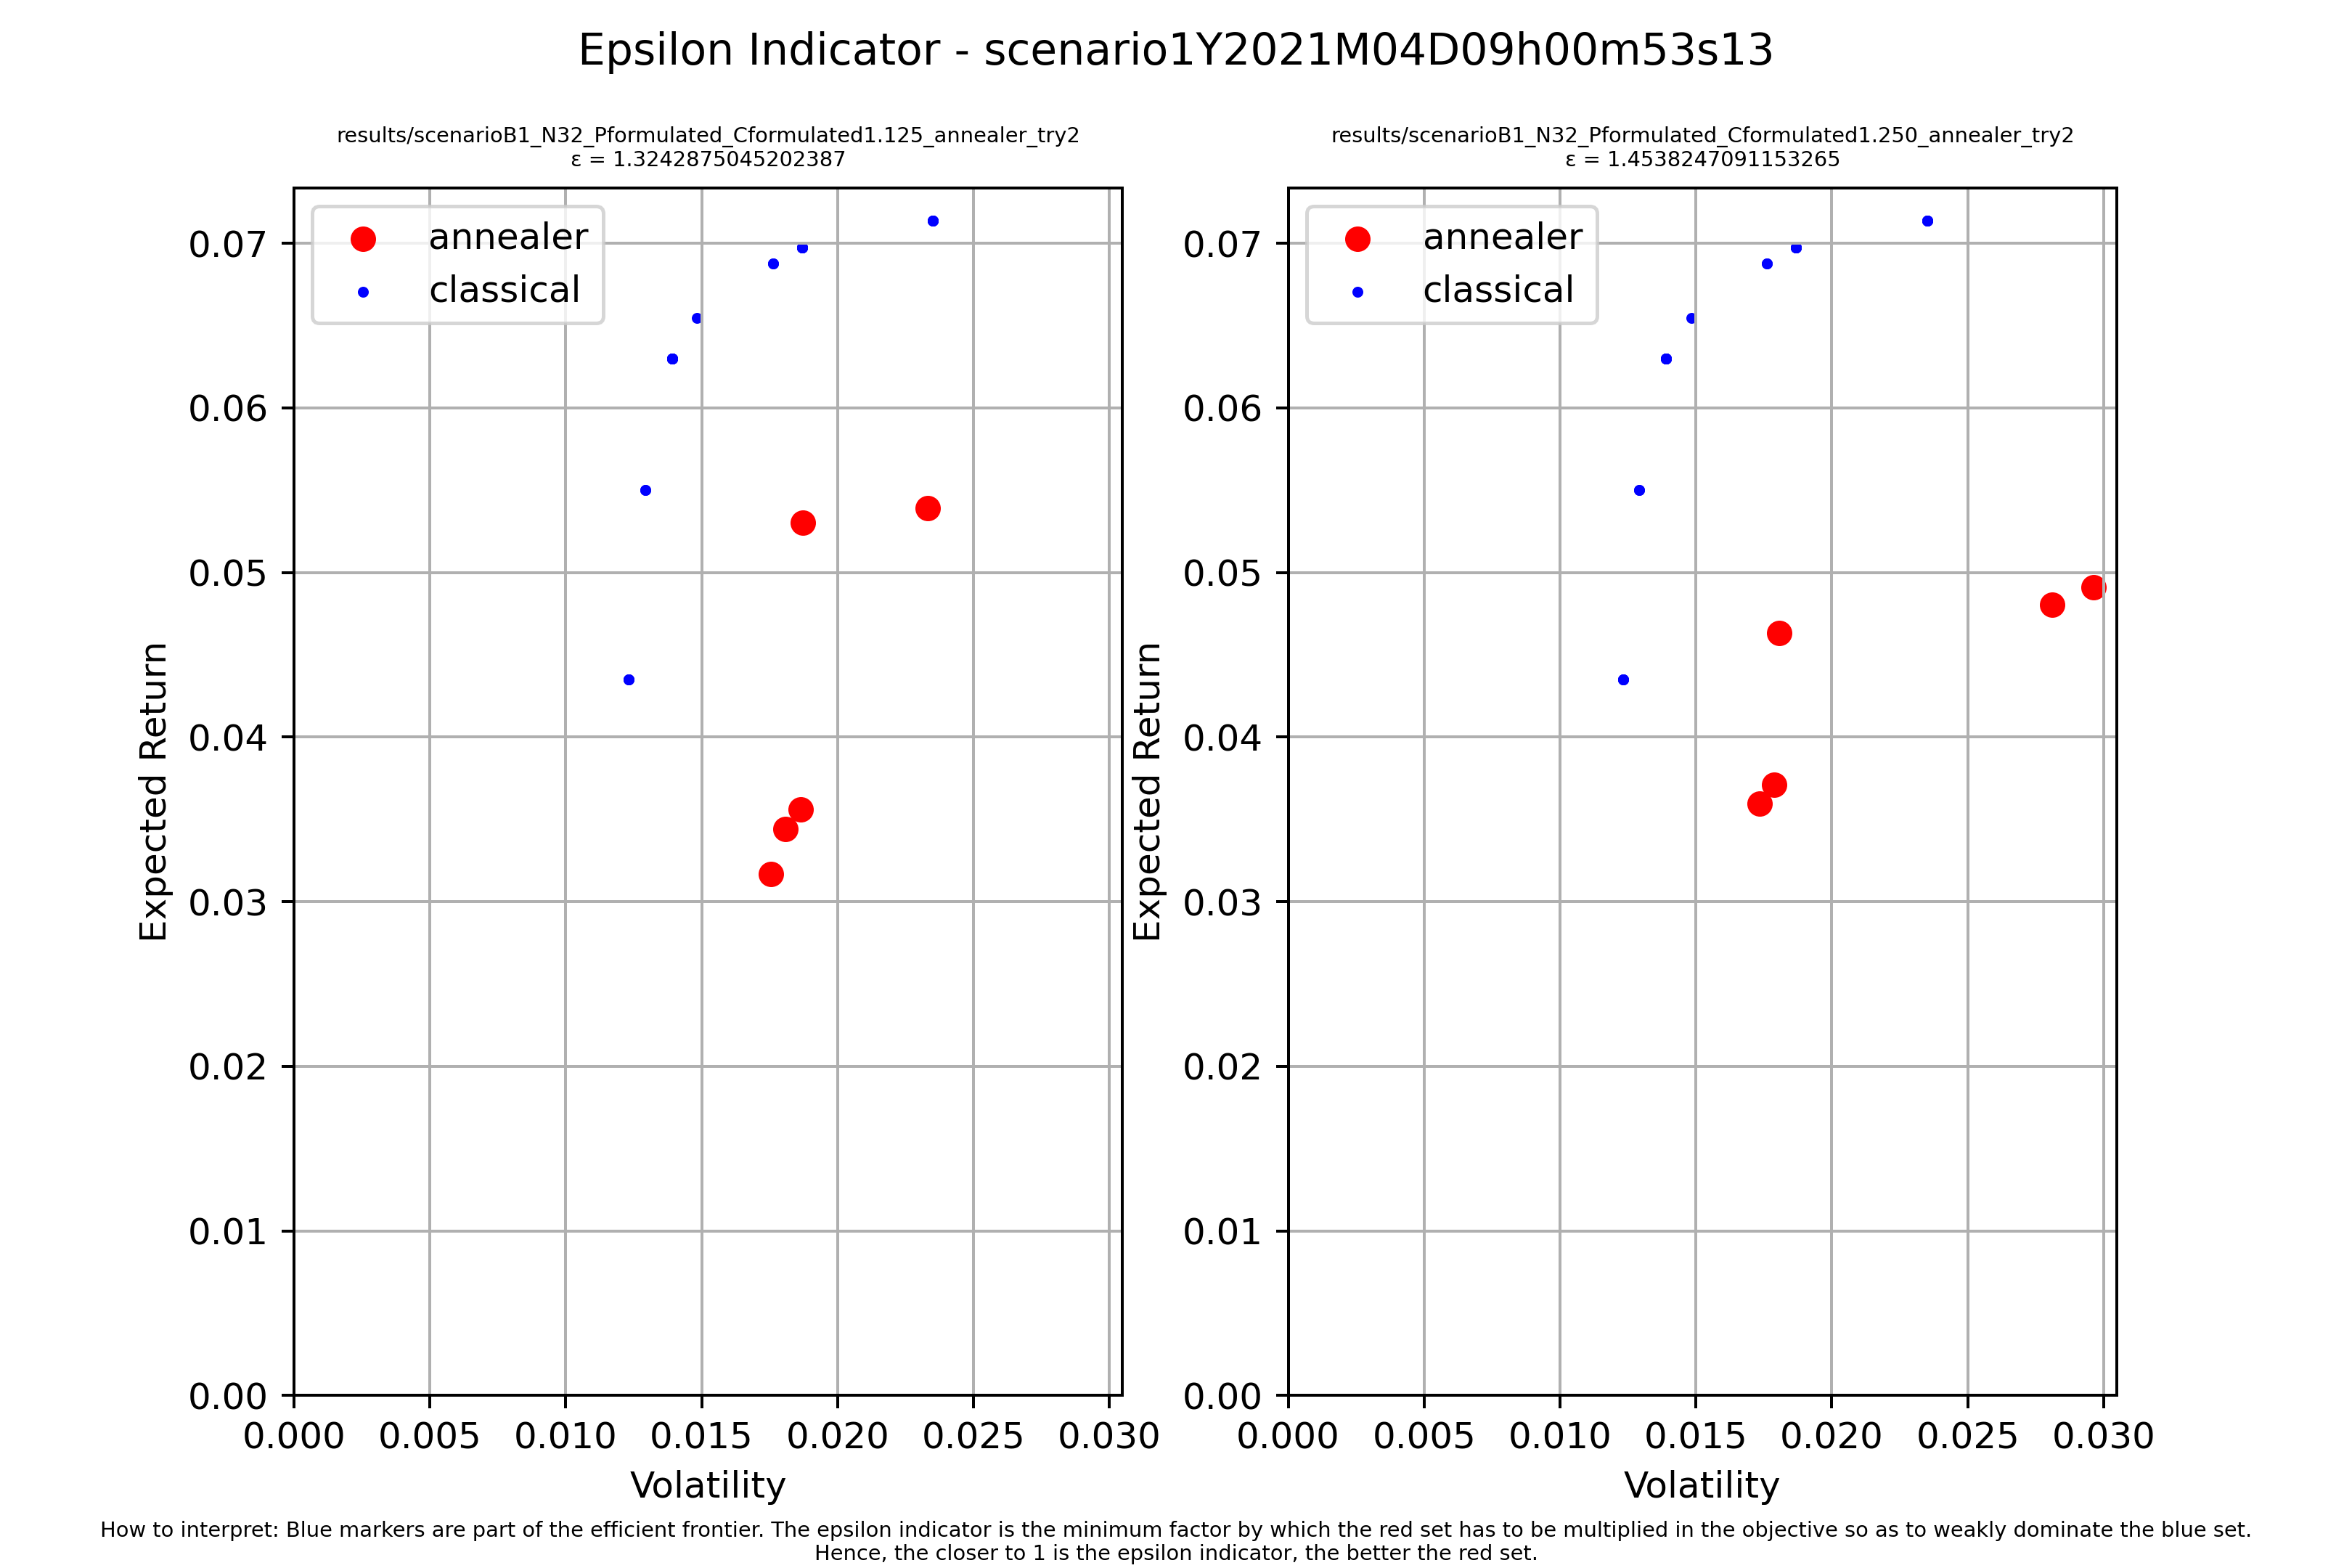 Epsilon Indicator - scenario1Y2021M04D09h00m53s13
results/scenarioB1_N32_Pformulated_Cformulated1.125_annealer_try2
ε = 1.3242875045202387
annealer
classical
0.07
0.06
0.05
0.04
0.03
0.02
0.01
0.00
Expected Return
0.000 0.005 0.010 0.015 0.020 0.025 0.030
Volatility
results/scenarioB1_N32_Pformulated_Cformulated1.250_annealer_try2
ε = 1.4538247091153265
annealer
classical
0.07
0.06
0.05
0.04
0.03
0.02
0.01
0.00
Expected Return
0.000 0.005 0.010 0.015 0.020 0.025 0.030
Volatility
How to interpret: Blue markers are part of the efficient frontier. The epsilon indicator is the minimum factor by which the red set has to be multiplied in the objective so as to weakly dominate the blue set.
Hence, the closer to 1 is the epsilon indicator, the better the red set.